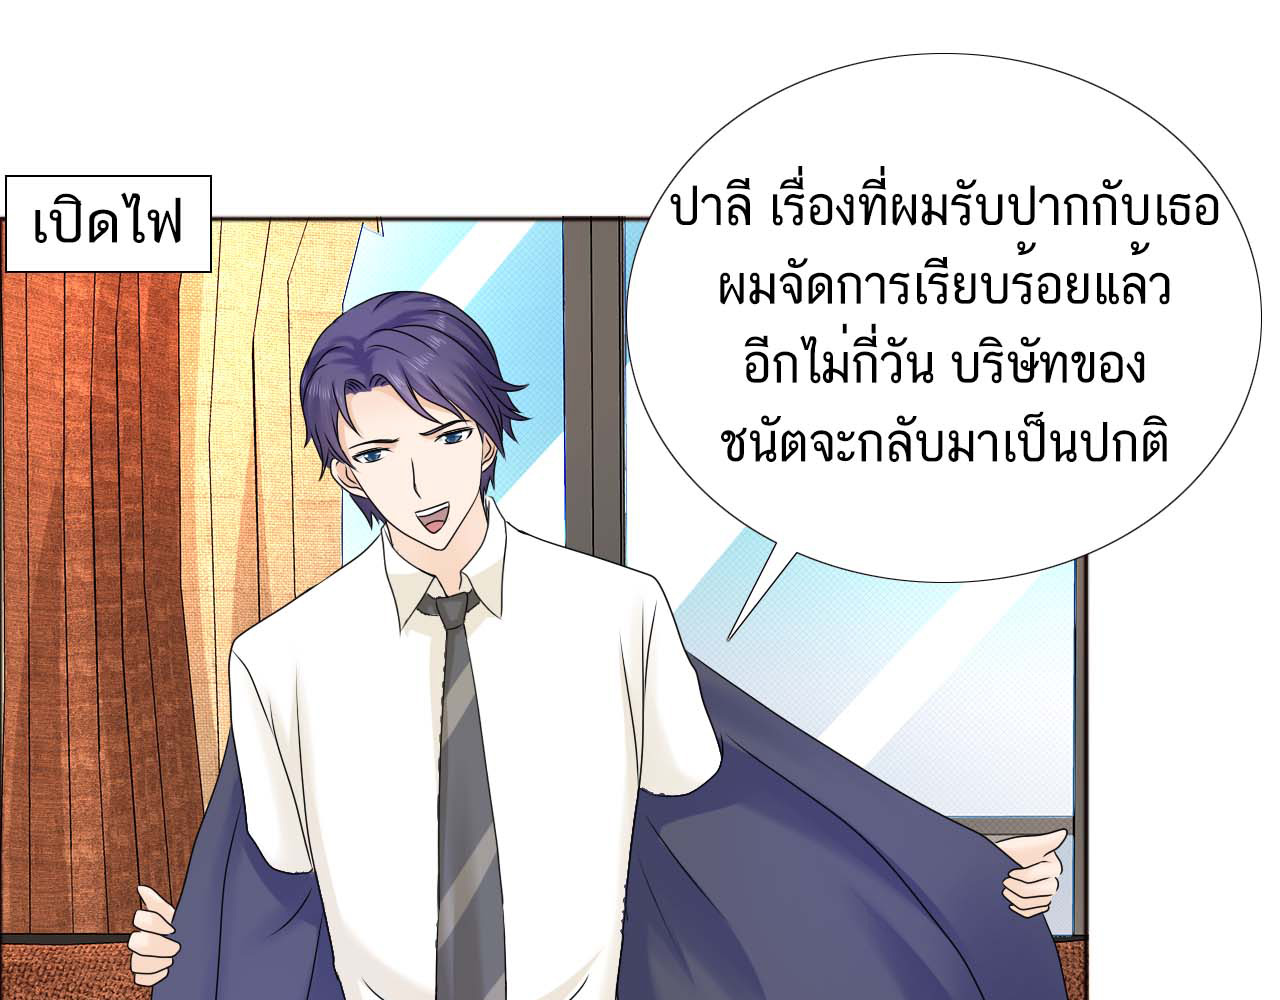 เปิดไฟ
ปาลี เรื่องที่ผมรับปากกับเธอ
ผมจัดการเรียบร้อยแล้ว
อีกไม่กี่วัน บริษัทของ
ชนัตจะกลับมาเป็นปกติ